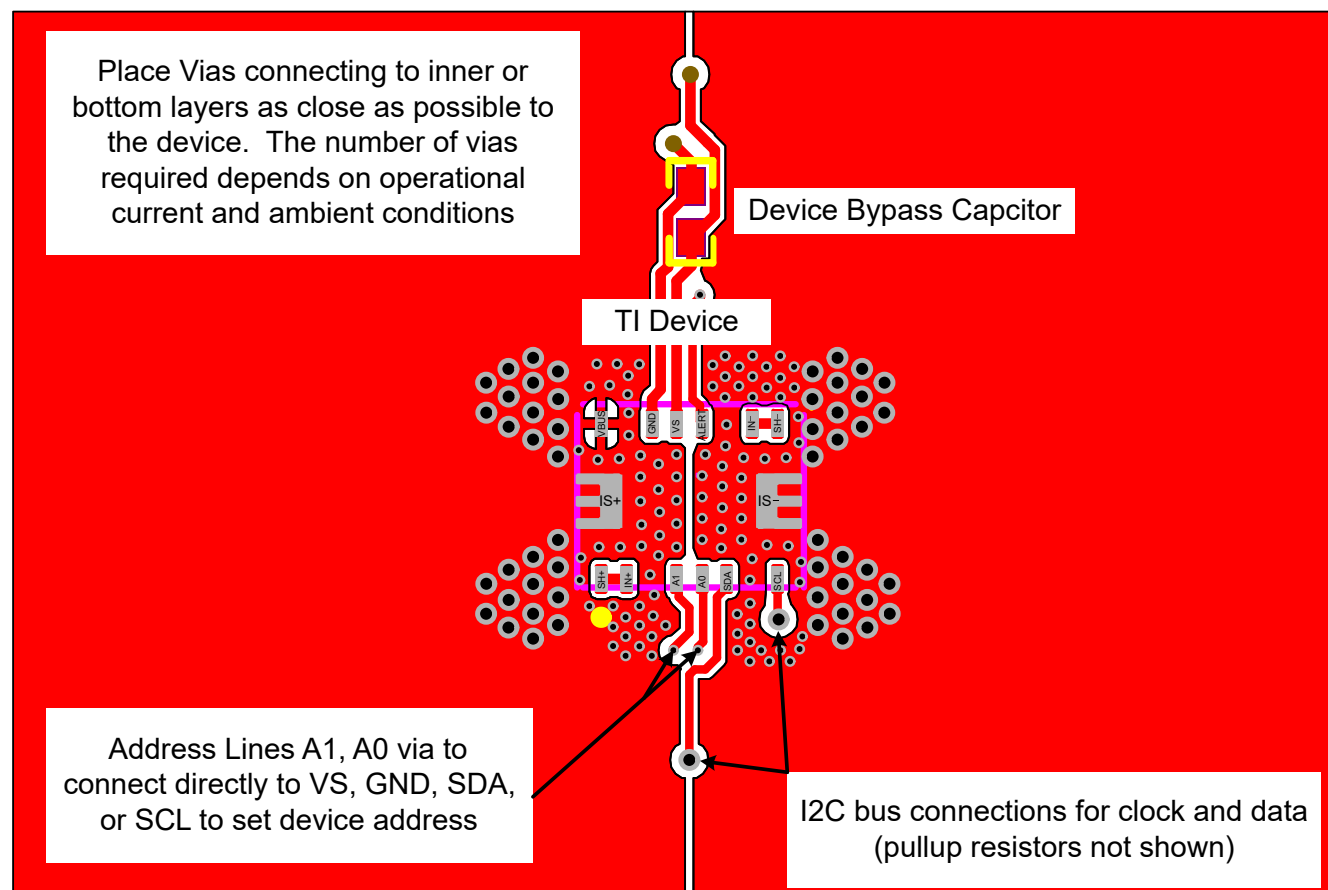 Place Vias connecting to inner or
bottom layers as close as possible to
the device.  The number of vias
required depends on operational
current and ambient conditions
Device Bypass Capcitor
TI Device
VBUS
GND
VS
ALERT
IN−
SH−
IS+
IS−
SH+
IN+
A1
A0
SDA
SCL
Address Lines A1, A0 via to
connect directly to VS, GND, SDA,
or SCL to set device address
I2C bus connections for clock and data
(pullup resistors not shown)